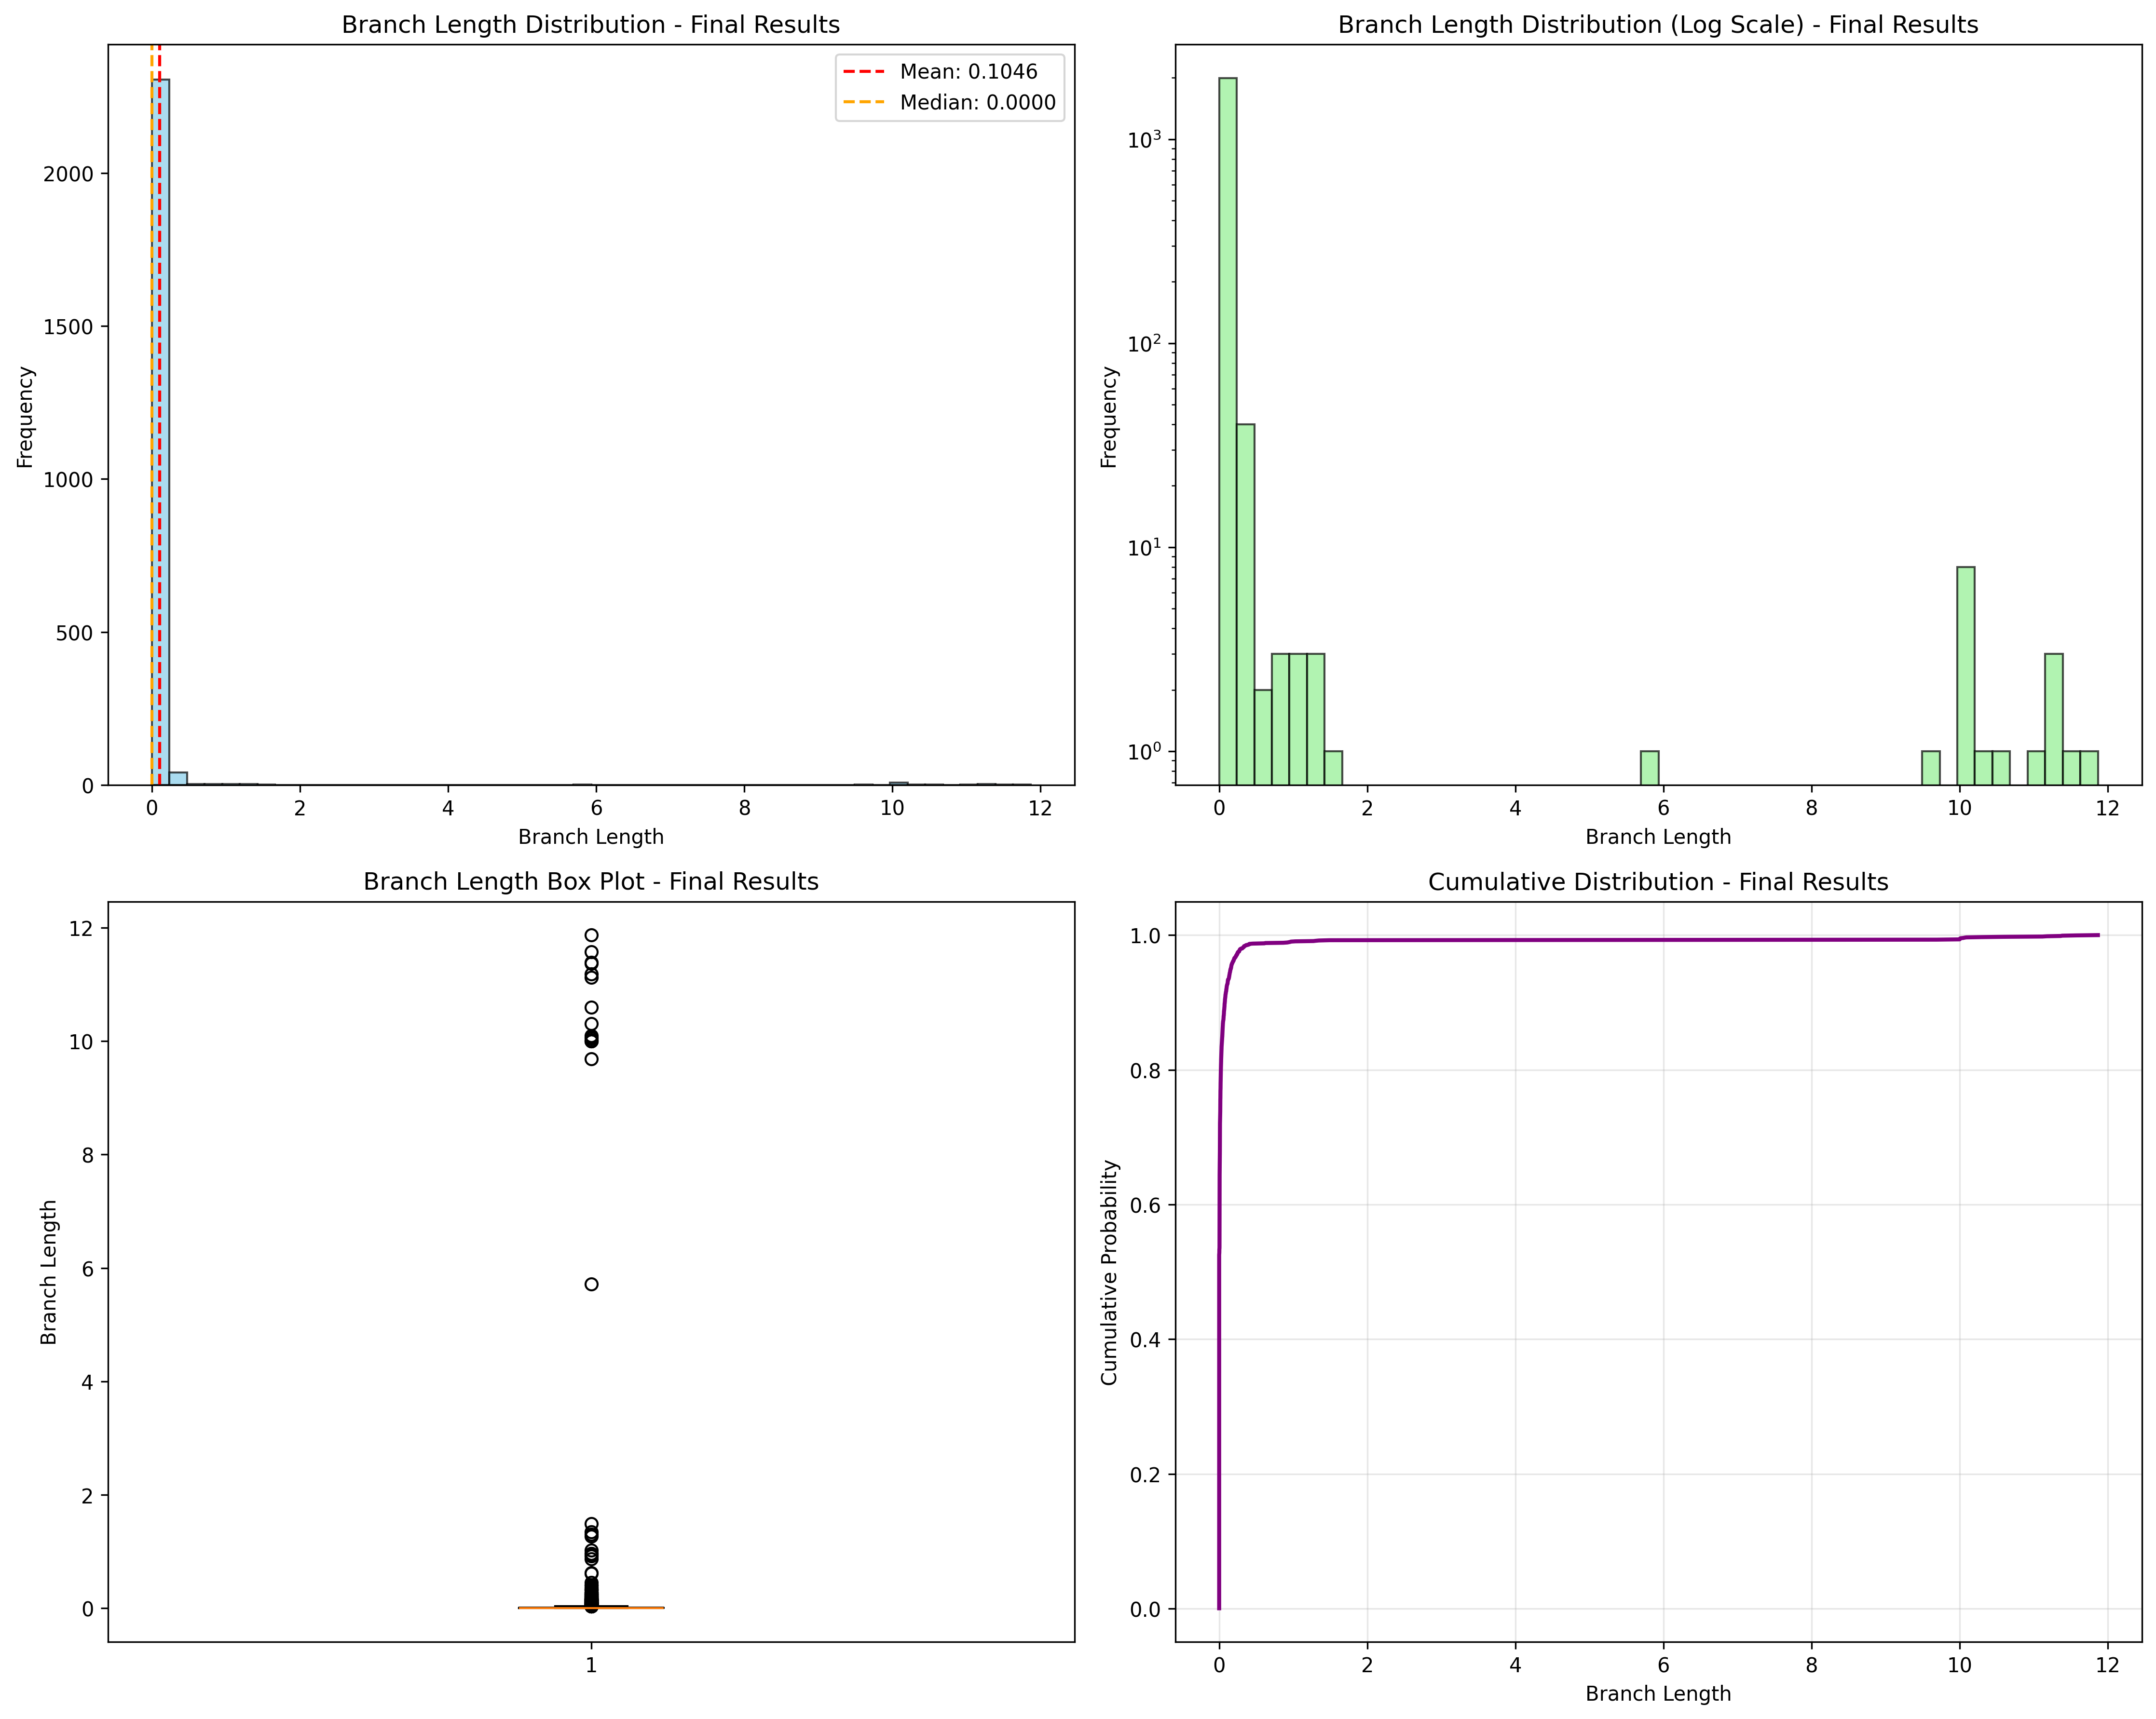 Branch Length Distribution - Final Results
Mean: 0.1046
Median: 0.0000
Frequency
2000
1500
1000
500
0
0 2 4 6 8 10 12
Branch Length
Branch Length Distribution (Log Scale) - Final Results
Frequency
10³
10²
10¹
10⁰
0 2 4 6 8 10 12
Branch Length
Branch Length Box Plot - Final Results
Branch Length
12
10
8
6
4
2
0
1
Cumulative Distribution - Final Results
Cumulative Probability
1.0
0.8
0.6
0.4
0.2
0.0
0 2 4 6 8 10 12
Branch Length